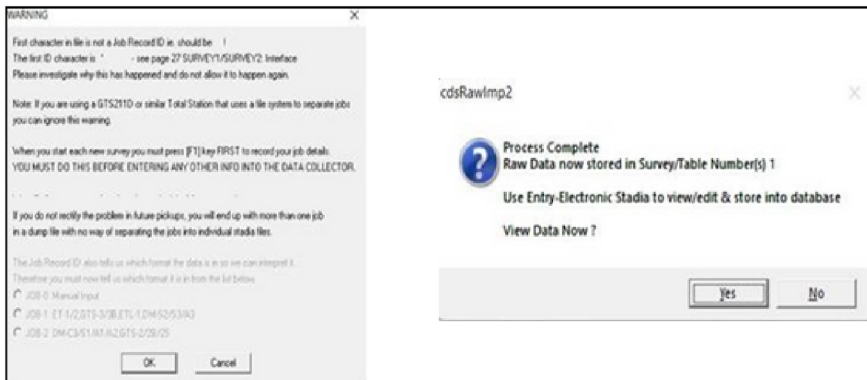 WARNING
First character in file is not a Job Record ID ie. should be !
The first ID character is ' - see page 27 SURVEY1/SURVEY2 Interface
Please investigate why this has happened and do not allow it to happen again.
Note: If you are using a GTS211D or similar Total Station that uses a file system to separate jobs
you can ignore this warning.
When you start each new survey you must press [F1] key FIRST to record your job details.
YOU MUST DO THIS BEFORE ENTERING ANY OTHER INFO INTO THE DATA COLLECTOR.
If you do not rectify the problem in future pickups, you will end up with more than one job
in a dump file with no way of separating the jobs into individual stadia files.
The Job Record ID also tells us which format the data is in so we can interpret it.
Therefore you must now tell us which format it is in from the list below.
JOB-0 Manual Input
JOB-1
JOB-2
OK
Cancel
cdsRawImp2
Process Complete
Raw Data now stored in Survey/Table Number(s) 1
Use Entry-Electronic Stadia to view/edit & store into database
View Data Now ?
Yes
No